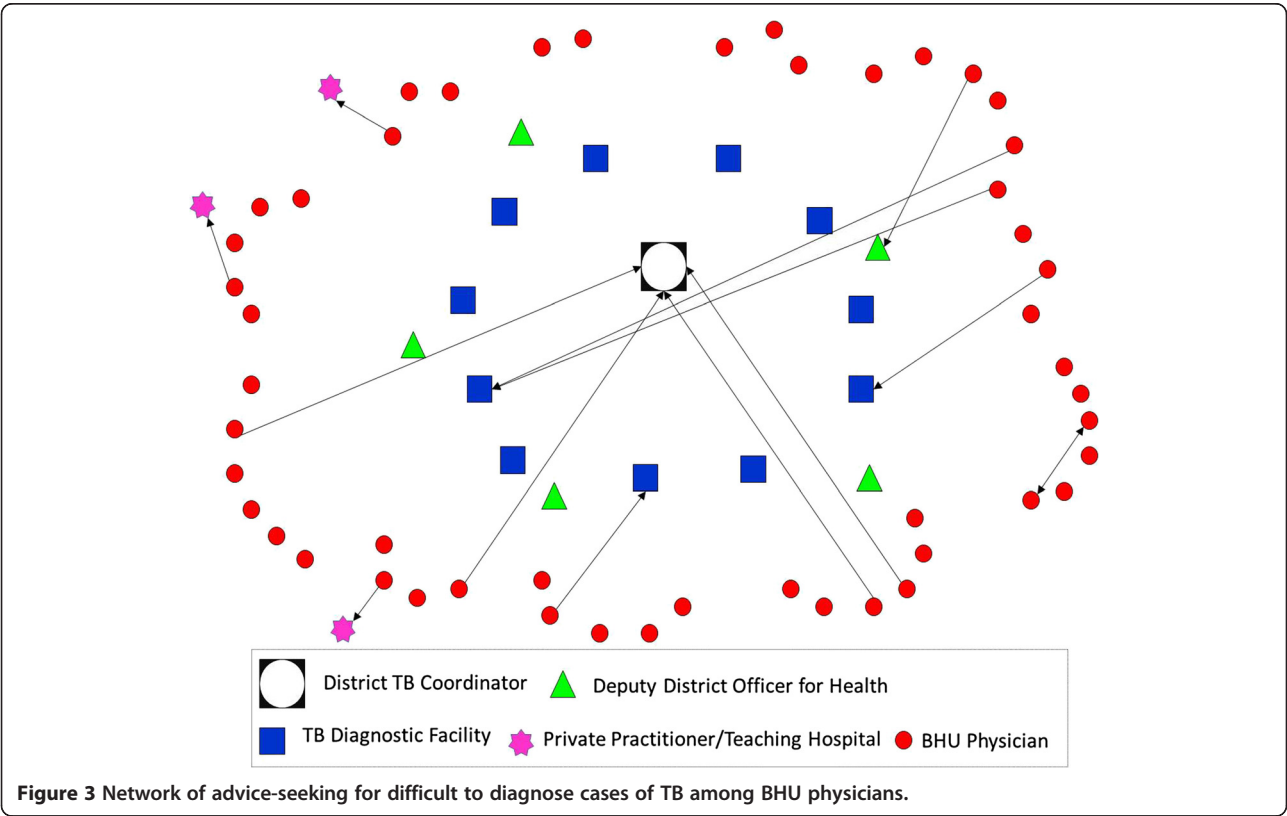 District TB Coordinator
Deputy District Officer for Health
TB Diagnostic Facility
Private Practitioner/Teaching Hospital
BHU Physician
Figure 3 Network of advice-seeking for difficult to diagnose cases of TB among BHU physicians.